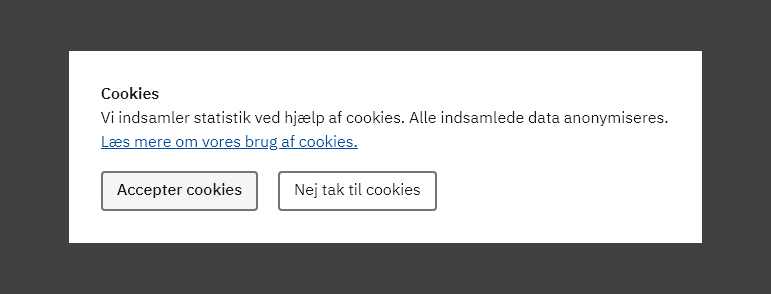 Cookies
Vi indsamler statistik ved hjælp af cookies. Alle indsamlede data anonymiseres.
Læs mere om vores brug af cookies.
Accepter cookies
Nej tak til cookies